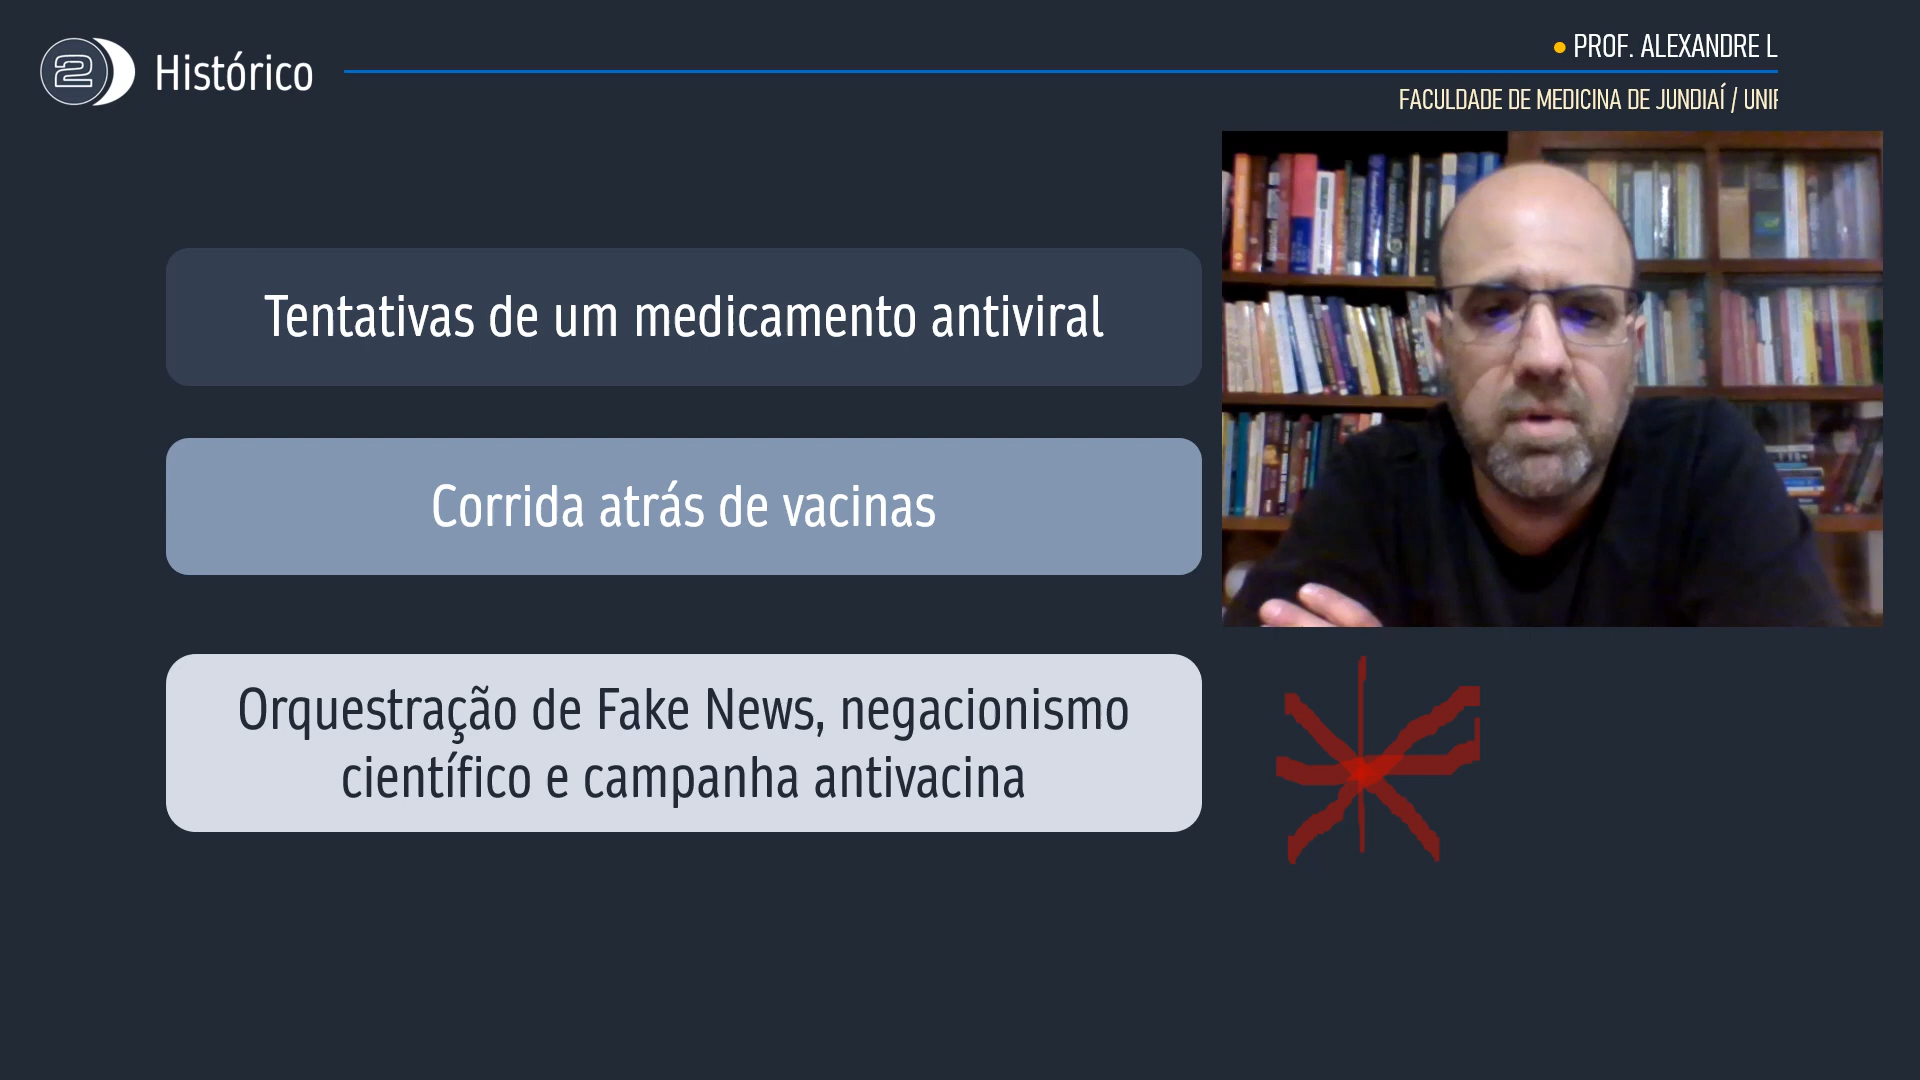 2 Histórico
PROF. ALEXANDRE L
FACULDADE DE MEDICINA DE JUNDIAÍ /
Tentativas de um medicamento antiviral
Corrida atrás de vacinas
Orquestração de Fake News, negacionismo
científico e campanha antivacina